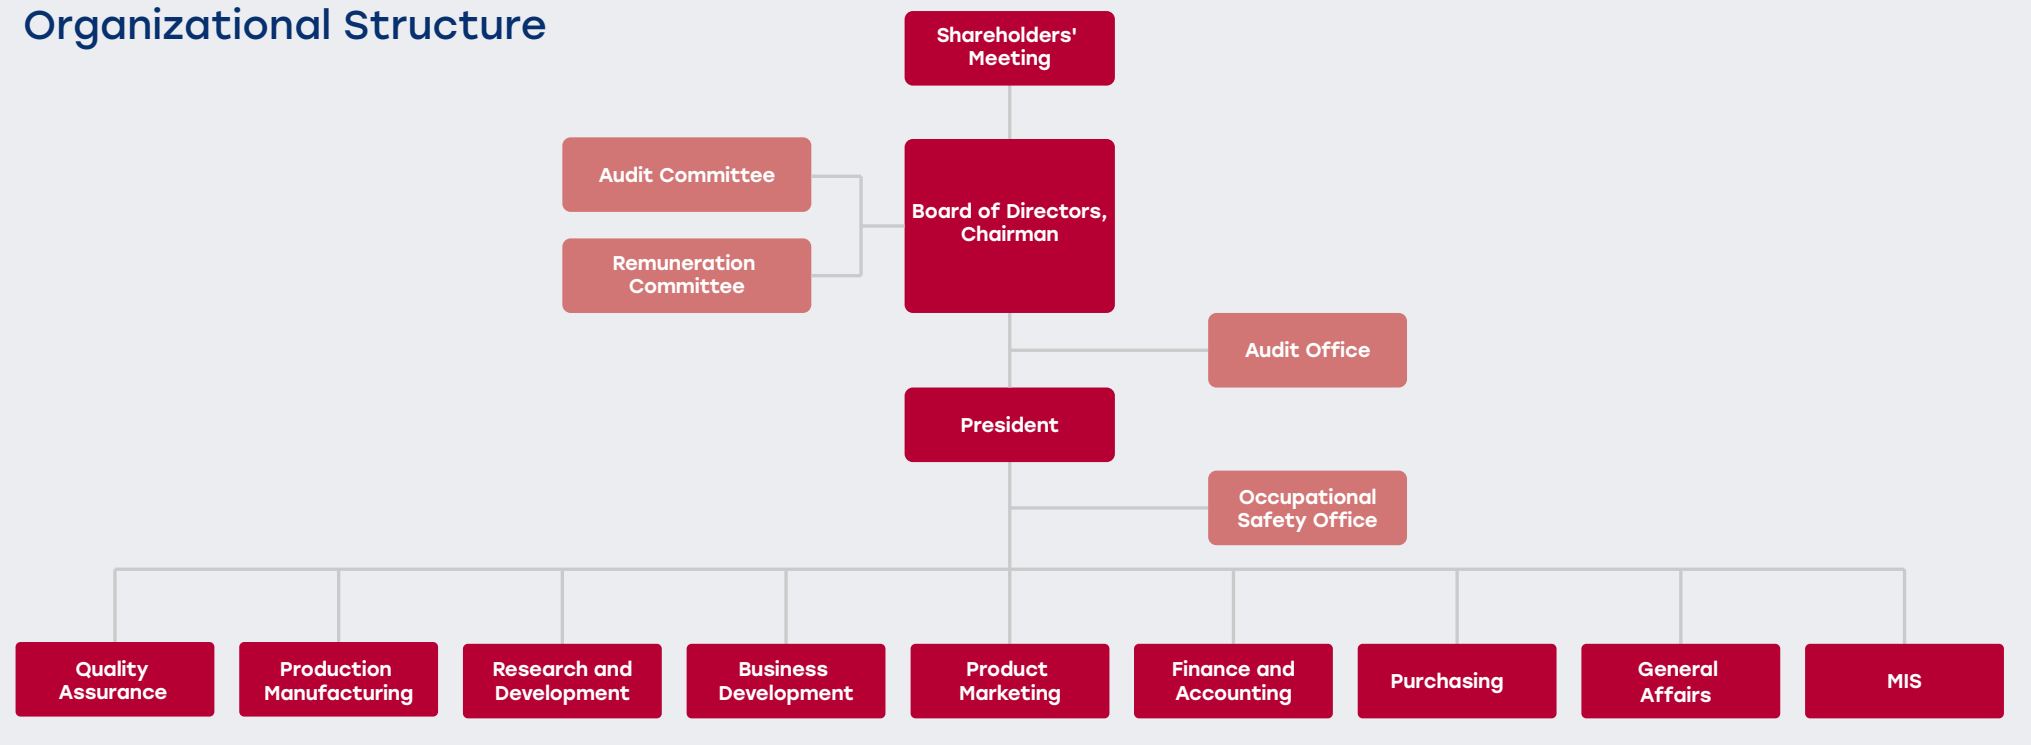 Organizational Structure
Shareholders'
Meeting
Audit Committee
Board of Directors,
Chairman
Remuneration
Committee
Audit Office
President
Occupational
Safety Office
Quality
Assurance
Production
Manufacturing
Research and
Development
Business
Development
Product
Marketing
Finance and
Accounting
Purchasing
General
Affairs
MIS